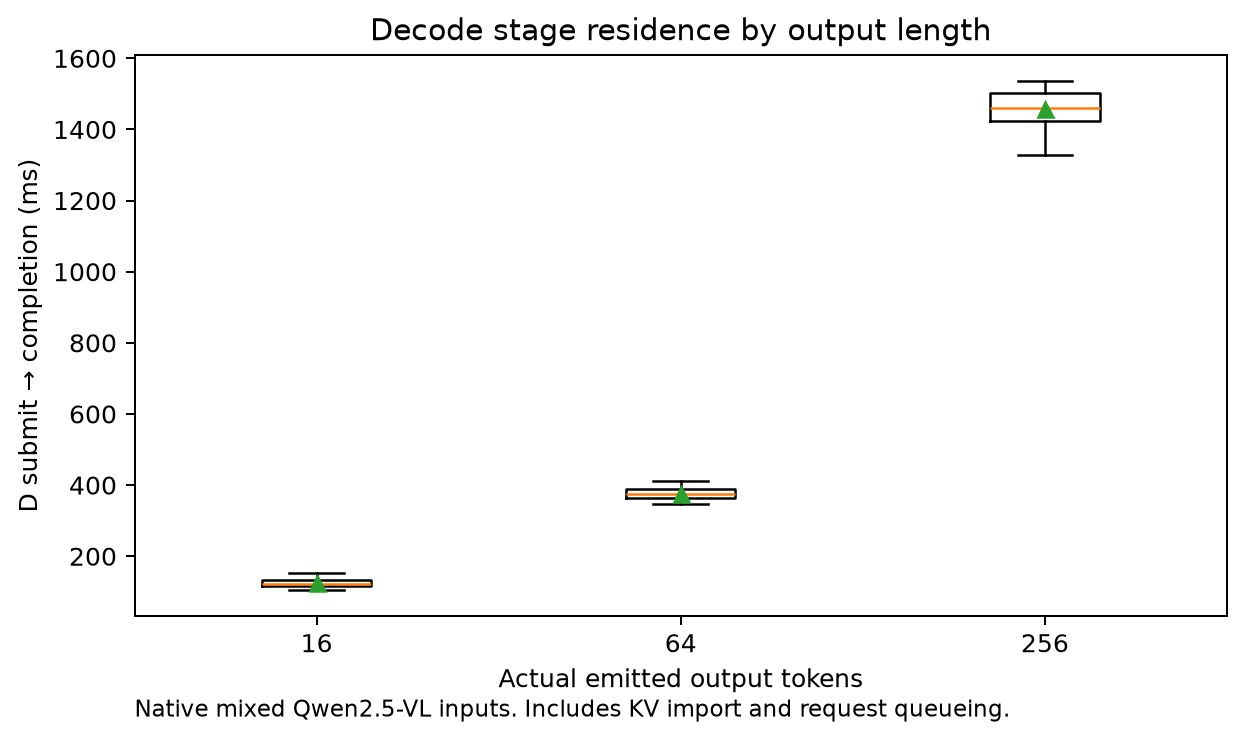 Decode stage residence by output length
1600
1400
1200
1000
800
600
400
200
D submit → completion (ms)
16 64 256
Actual emitted output tokens
Native mixed Qwen2.5-VL inputs. Includes KV import and request queueing.